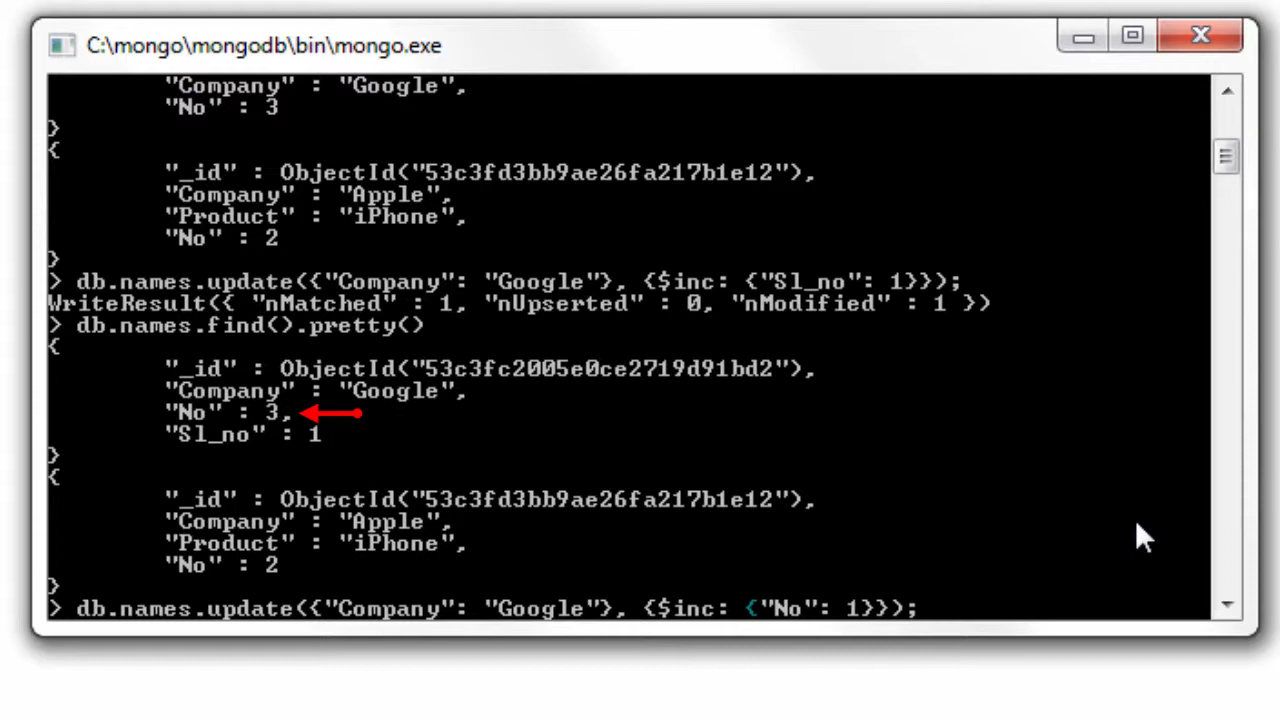 C:\mongo\mongodb\bin\mongo.exe
"Company" : "Google",
"No" : 3
}
{
"_id" : ObjectId("53c3fd3bb9ae26fa217b1e12"),
"Company" : "Apple",
"Product" : "iPhone",
"No" : 2
}
> db.names.update({"Company": "Google"}, {$inc: {"Sl_no": 1}});
WriteResult({ "nMatched" : 1, "nUpserted" : 0, "nModified" : 1 })
> db.names.find().pretty()
{
"_id" : ObjectId("53c3fc2005e0ce2719d91bd2"),
"Company" : "Google",
"No" : 3,
"Sl_no" : 1
}
{
"_id" : ObjectId("53c3fd3bb9ae26fa217b1e12"),
"Company" : "Apple",
"Product" : "iPhone",
"No" : 2
}
> db.names.update({"Company": "Google"}, {$inc: {"No": 1}});